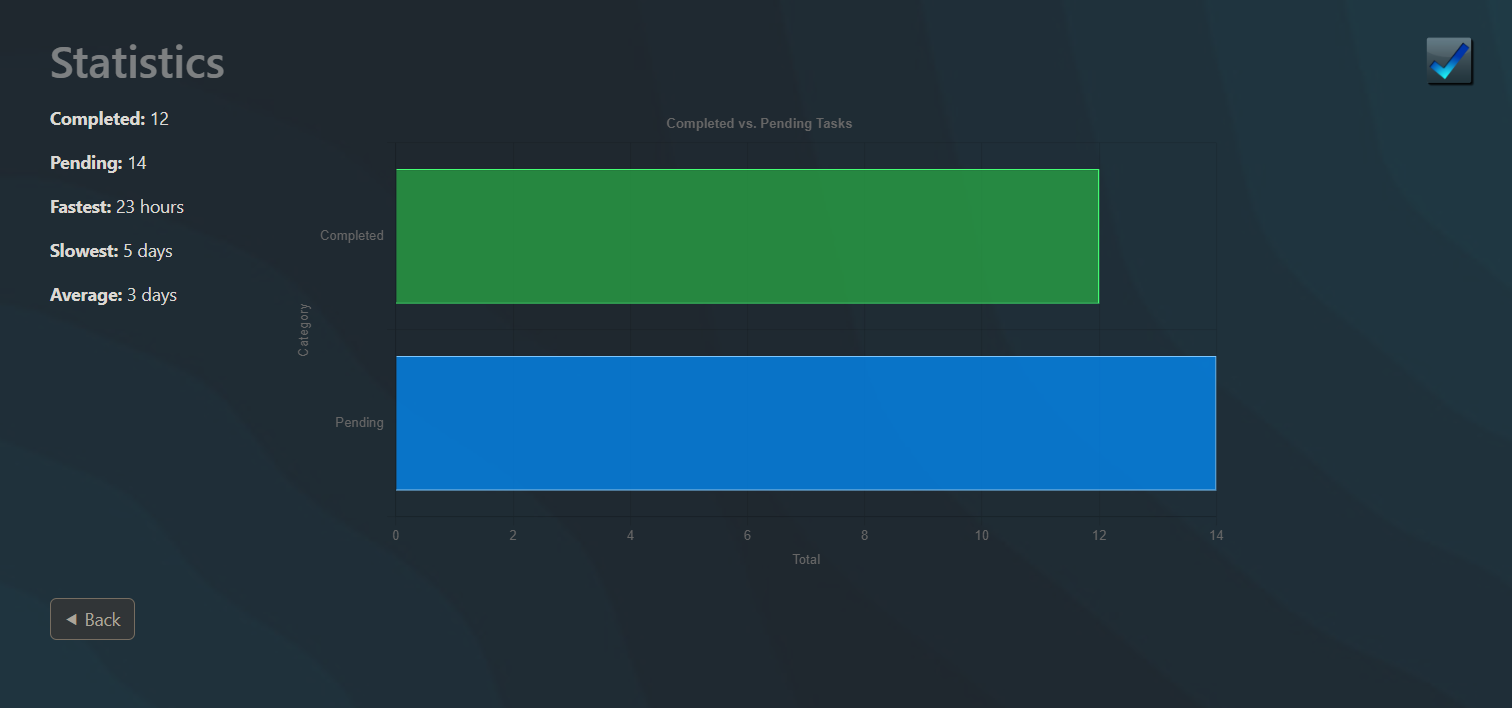 Statistics
Completed: 12
Pending: 14
Fastest: 23 hours
Slowest: 5 days
Average: 3 days
Completed vs. Pending Tasks
Category
Completed
Pending
0 2 4 6 8 10 12 14
Total
◄ Back